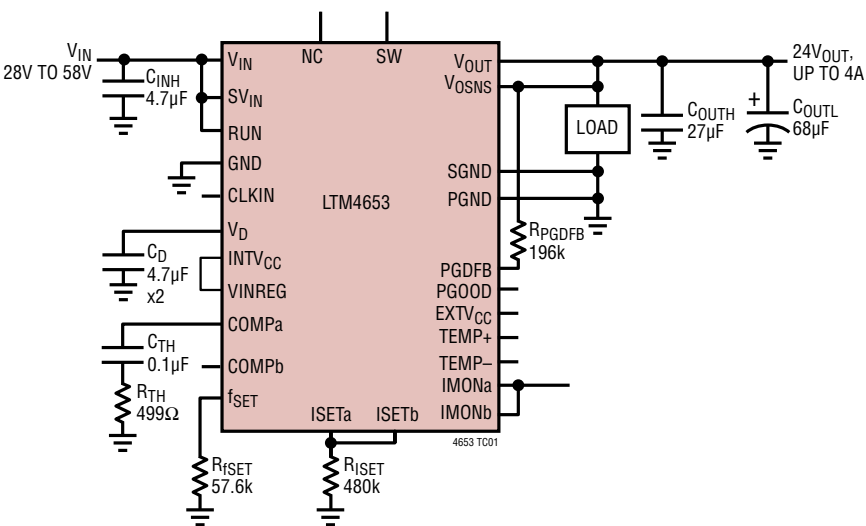 VIN
28V TO 58V
CINH
4.7µF
VIN
SVIN
RUN
GND
CLKIN
VD
INTVCC
VINREG
COMPa
COMPb
fSET
CD
4.7µF
x2
CTH
0.1µF
RTH
499Ω
RfSET
57.6k
NC
SW
LTM4653
ISETa
ISETb
RISET
480k
VOUT
VOSNS
SGND
PGND
PGDFB
PGOOD
EXTVCC
TEMP+
TEMP–
IMONa
IMONb
4653 TC01
LOAD
RPGDFB
196k
COUTH
27µF
+
COUTL
68µF
24VOUT,
UP TO 4A